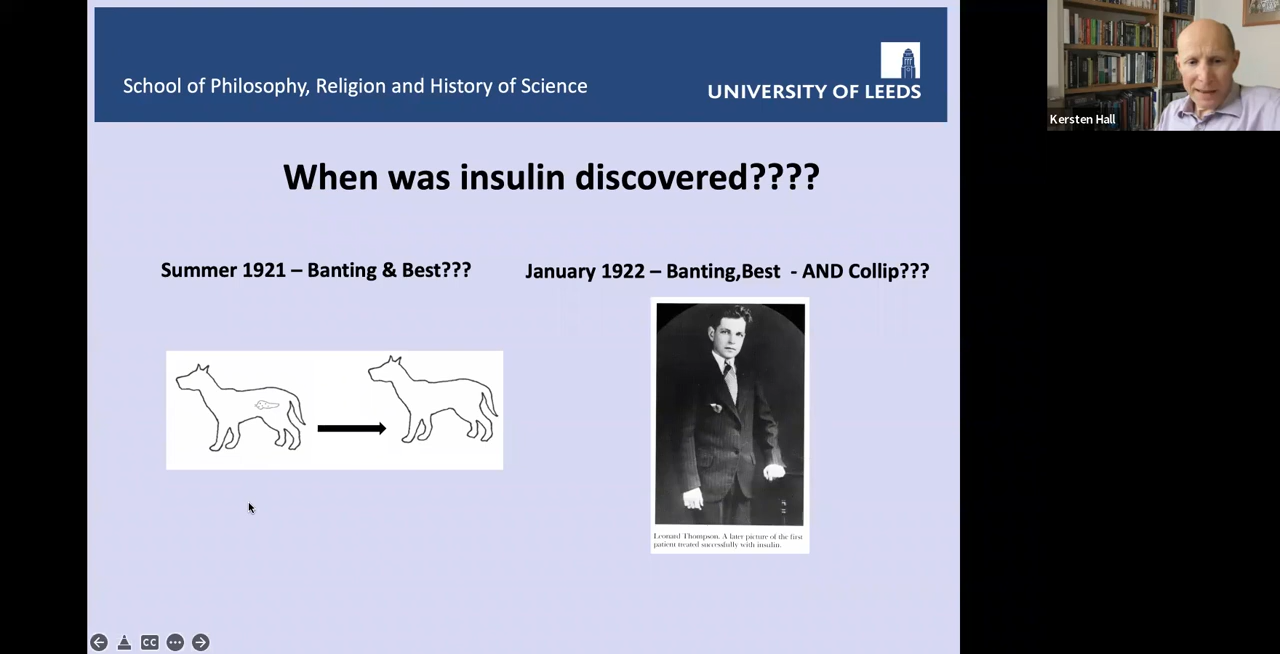 School of Philosophy, Religion and History of Science
UNIVERSITY OF LEEDS
Kersten Hall
When was insulin discovered????
Summer 1921 – Banting & Best???
January 1922 – Banting,Best  - AND Collip???
Leonard Thompson. A later picture of the first
patient treated successfully with insulin.
CC